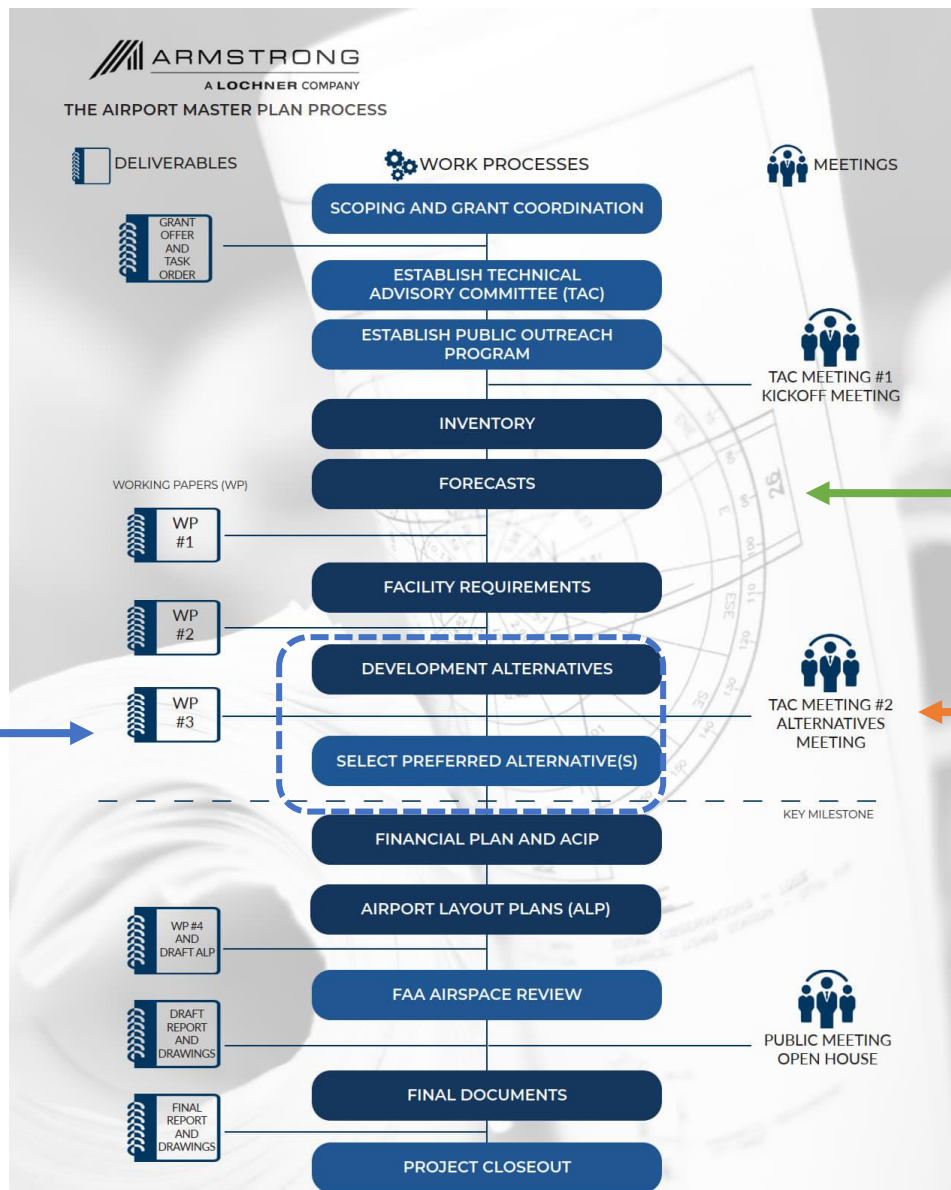 ARMSTRONG
A LOCHNER COMPANY
THE AIRPORT MASTER PLAN PROCESS
DELIVERABLES
WORK PROCESSES
MEETINGS
SCOPING AND GRANT COORDINATION
GRANT
OFFER
AND
TASK
ORDER
ESTABLISH TECHNICAL
ADVISORY COMMITTEE (TAC)
ESTABLISH PUBLIC OUTREACH
PROGRAM
TAC MEETING #1
KICKOFF MEETING
INVENTORY
FORECASTS
26
WORKING PAPERS (WP)
WP
#1
FACILITY REQUIREMENTS
WP
#2
DEVELOPMENT ALTERNATIVES
WP
#3
TAC MEETING #2
ALTERNATIVES
MEETING
SELECT PREFERRED ALTERNATIVE(S)
KEY MILESTONE
FINANCIAL PLAN AND ACIP
AIRPORT LAYOUT PLANS (ALP)
WP #4
AND
DRAFT ALP
FAA AIRSPACE REVIEW
DRAFT
REPORT
AND
DRAWINGS
PUBLIC MEETING
OPEN HOUSE
FINAL DOCUMENTS
FINAL
REPORT
AND
DRAWINGS
PROJECT CLOSEOUT